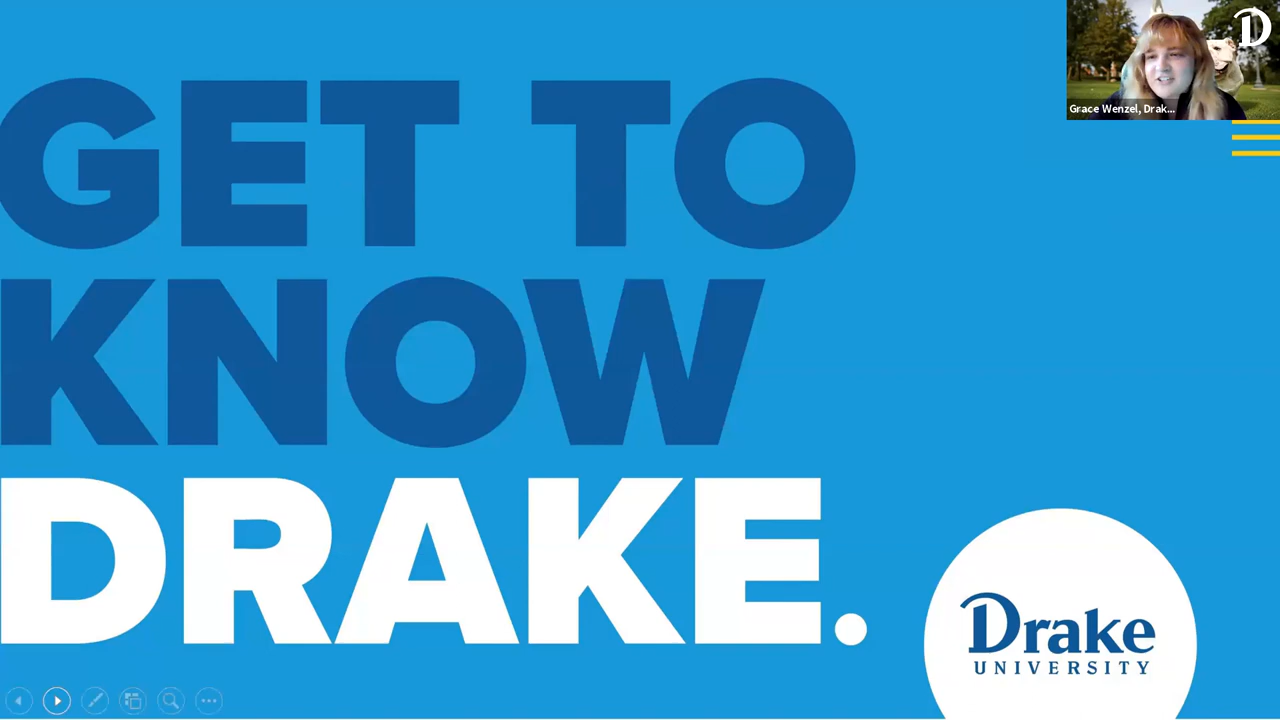 D
Grace Wenzel, Drak...
GET TO
KNOW
DRAKE.
Drake
UNIVERSITY